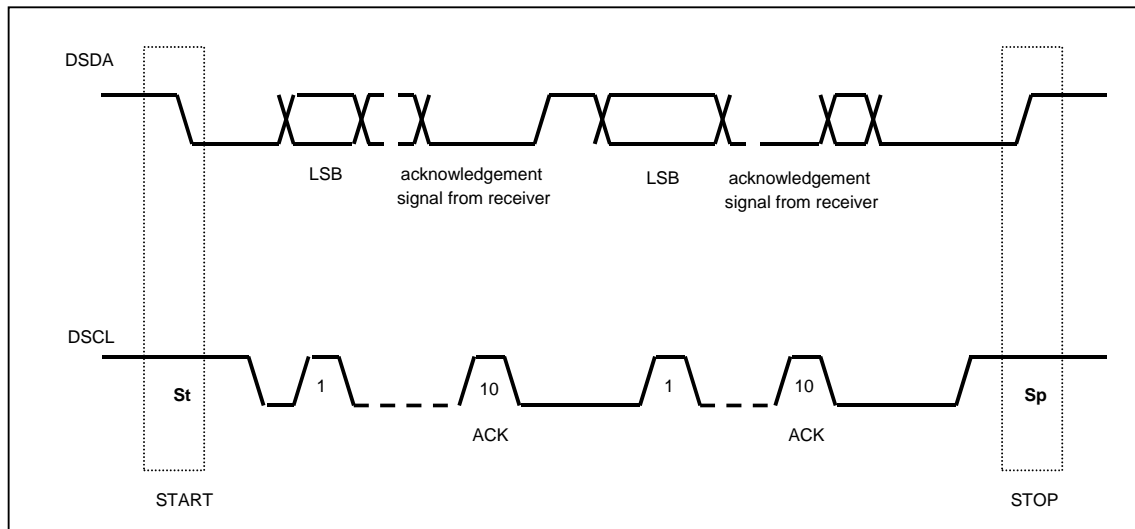 DSDA
LSB
acknowledgement
signal from receiver
LSB
acknowledgement
signal from receiver
DSCL
St
1
10
1
10
Sp
ACK
ACK
START
STOP